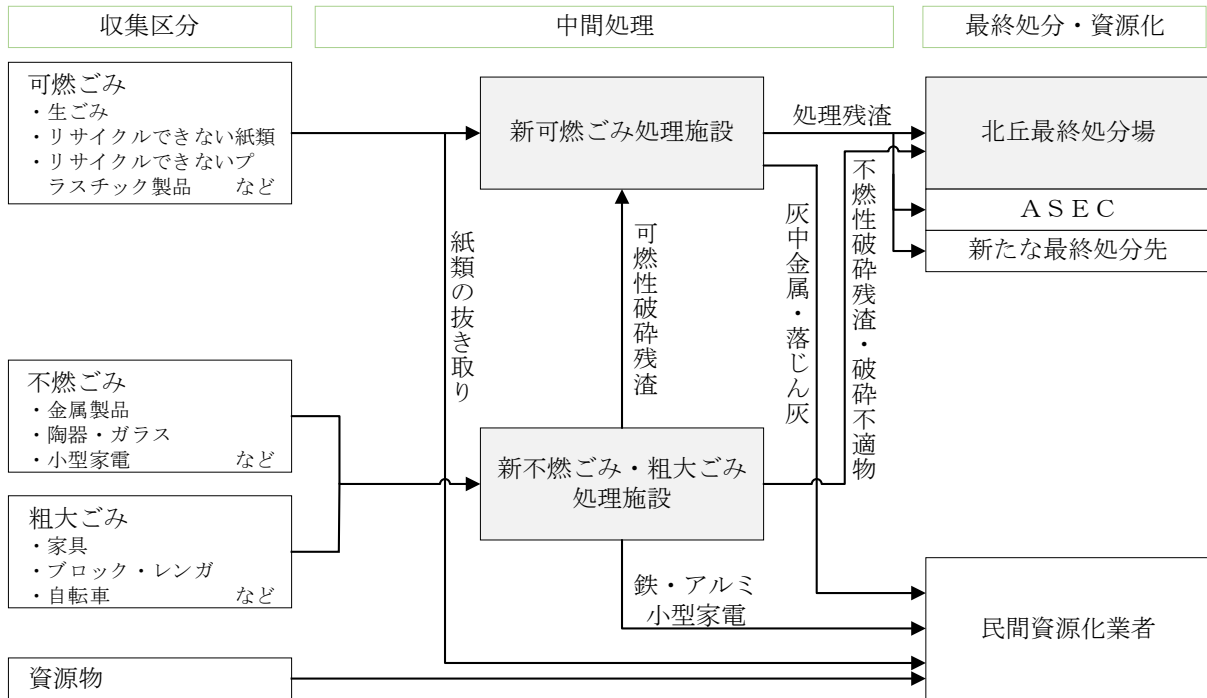 収集区分
中間処理
最終処分・資源化
可燃ごみ
・生ごみ
・リサイクルできない紙類
・リサイクルできないプ
ラスチック製品　　など
不燃ごみ
・金属製品
・陶器・ガラス
・小型家電　　など
粗大ごみ
・家具
・ブロック・レンガ
・自転車　　など
資源物
紙類の抜き取り
新可燃ごみ処理施設
可燃性破砕残渣
新不燃ごみ・粗大ごみ
処理施設
処理残渣
灰中金属・落じん灰
不燃性破砕残渣・破砕不適物
鉄・アルミ
小型家電
北丘最終処分場
ＡＳＥＣ
新たな最終処分先
民間資源化業者